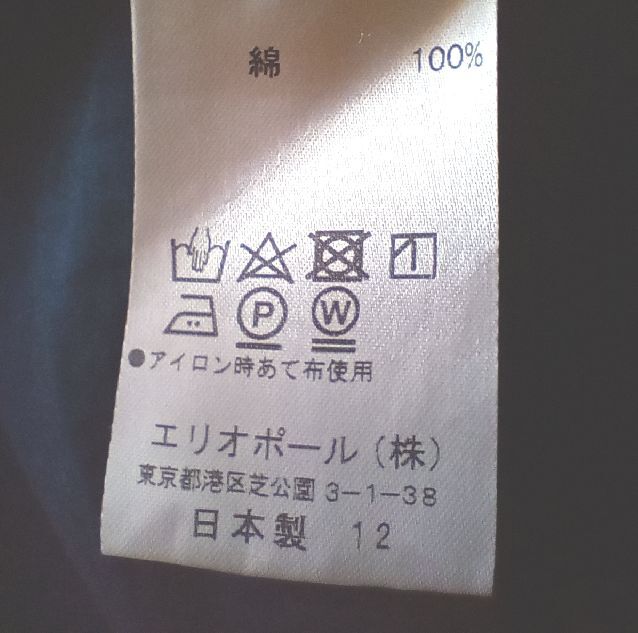 綿 100%
P W
●アイロン時あて布使用
エリオポール(株)
東京都港区芝公園 3-1-38
日本製 12